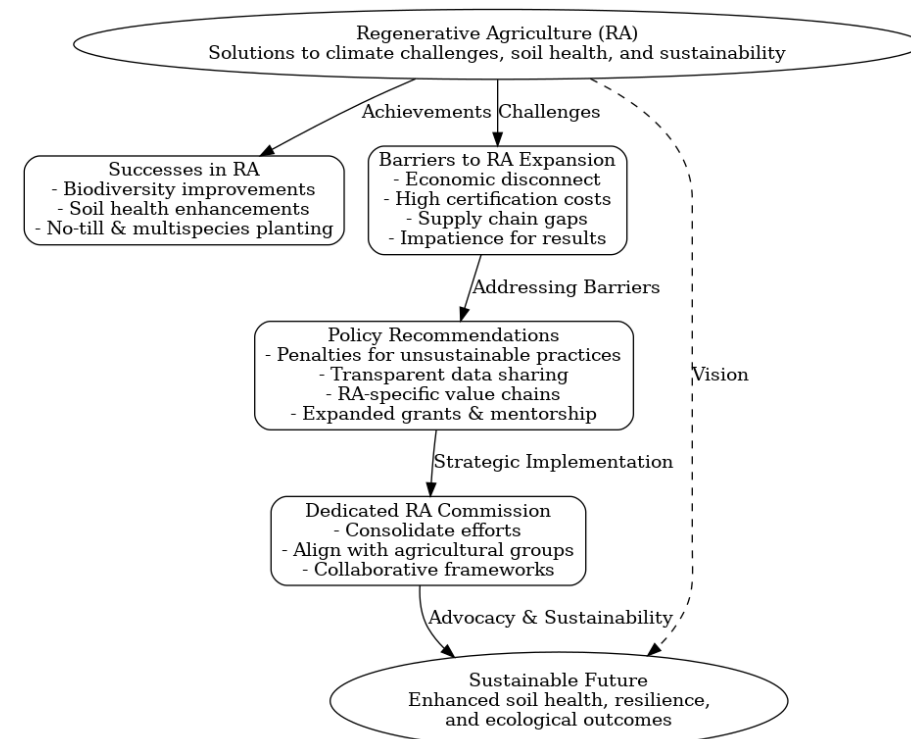 Regenerative Agriculture (RA)
Solutions to climate challenges, soil health, and sustainability
Achievements
Challenges
Successes in RA
- Biodiversity improvements
- Soil health enhancements
- No-till & multispecies planting
Barriers to RA Expansion
- Economic disconnect
- High certification costs
- Supply chain gaps
- Impatience for results
Addressing Barriers
Policy Recommendations
- Penalties for unsustainable practices
- Transparent data sharing
- RA-specific value chains
- Expanded grants & mentorship
Vision
Strategic Implementation
Dedicated RA Commission
- Consolidate efforts
- Align with agricultural groups
- Collaborative frameworks
Advocacy & Sustainability
Sustainable Future
Enhanced soil health, resilience,
and ecological outcomes